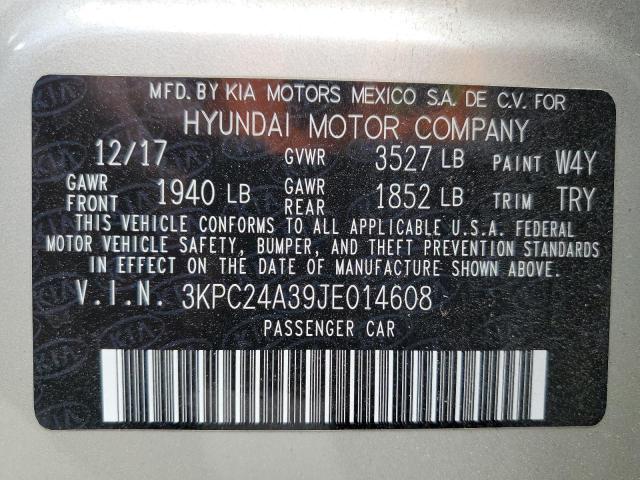 MFD. BY KIA MOTORS MEXICO S.A. DE C.V. FOR
HYUNDAI MOTOR COMPANY
12/17 GVWR 3527 LB PAINT W4Y
GAWR FRONT 1940 LB GAWR REAR 1852 LB TRIM TRY
THIS VEHICLE CONFORMS TO ALL APPLICABLE U.S.A. FEDERAL
MOTOR VEHICLE SAFETY, BUMPER, AND THEFT PREVENTION STANDARDS
IN EFFECT ON THE DATE OF MANUFACTURE SHOWN ABOVE.
V.I.N. 3KPC24A39JE014608
PASSENGER CAR